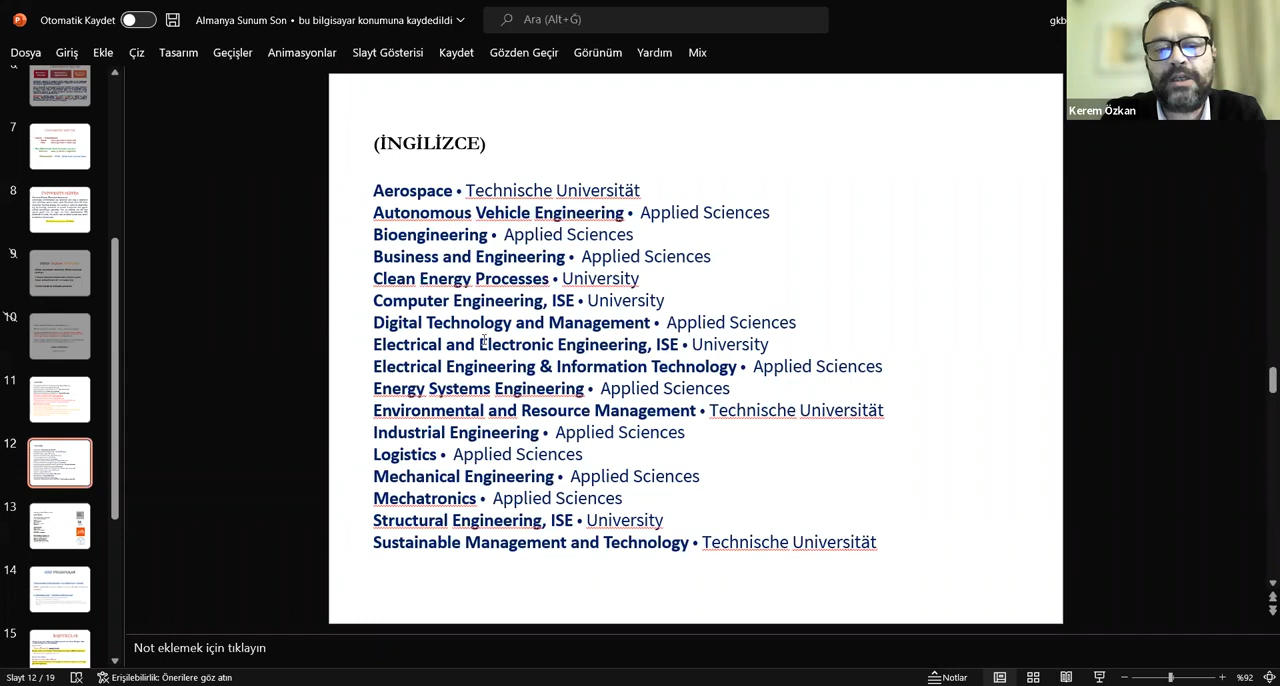 Otomatik Kaydet
Almanya Sunum Son • bu bilgisayar konumuna kaydedildi
Ara (Alt+G)
gkb
Dosya Giriş Ekle Çiz Tasarım Geçişler Animasyonlar Slayt Gösterisi Kaydet Gözden Geçir Görünüm Yardım Mix
Kerem Özkan
7
8
9
10
11
12
13
14
15
(İNGİLİZCE)
Aerospace • Technische Universität
Autonomous Vehicle Engineering • Applied Sciences
Bioengineering • Applied Sciences
Business and Engineering • Applied Sciences
Clean Energy Processes • University
Computer Engineering, ISE • University
Digital Technology and Management • Applied Sciences
Electrical and Electronic Engineering, ISE • University
Electrical Engineering & Information Technology • Applied Sciences
Energy System Engineering • Applied Sciences
Environmental and Resource Management • Technische Universität
Industrial Engineering • Applied Sciences
Logistics • Applied Sciences
Mechanical Engineering • Applied Sciences
Mechatronics • Applied Sciences
Structural Engineering, ISE • University
Sustainable Management and Technology • Technische Universität
Not eklemek için tıklayın
Slayt 12 / 19 Erişilebilirlik: Önerilere göz atın Notlar %92